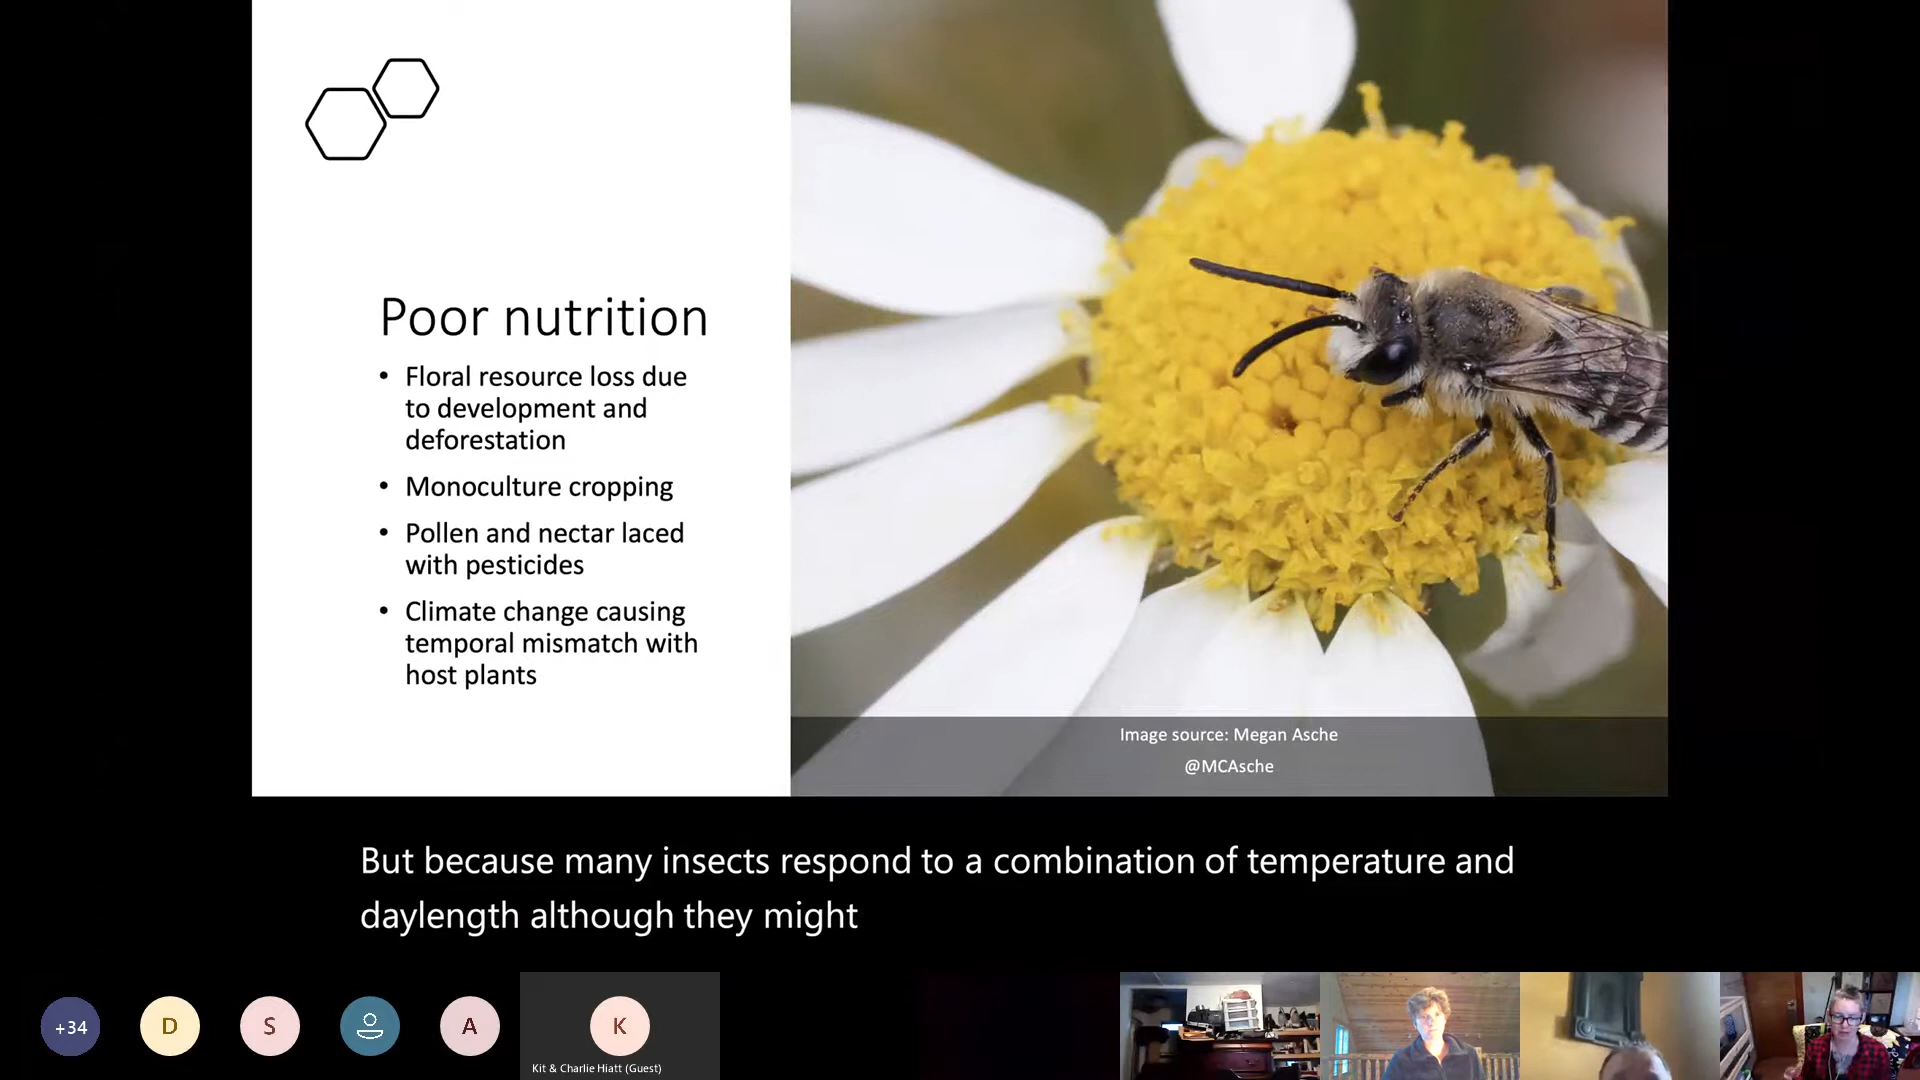 Poor nutrition
• Floral resource loss due
to development and
deforestation
• Monoculture cropping
• Pollen and nectar laced
with pesticides
• Climate change causing
temporal mismatch with
host plants
Image source: Megan Asche
@MCAsche
But because many insects respond to a combination of temperature and
daylength although they might
+34
D
S
A
K
Kit & Charlie Hiatt (Guest)